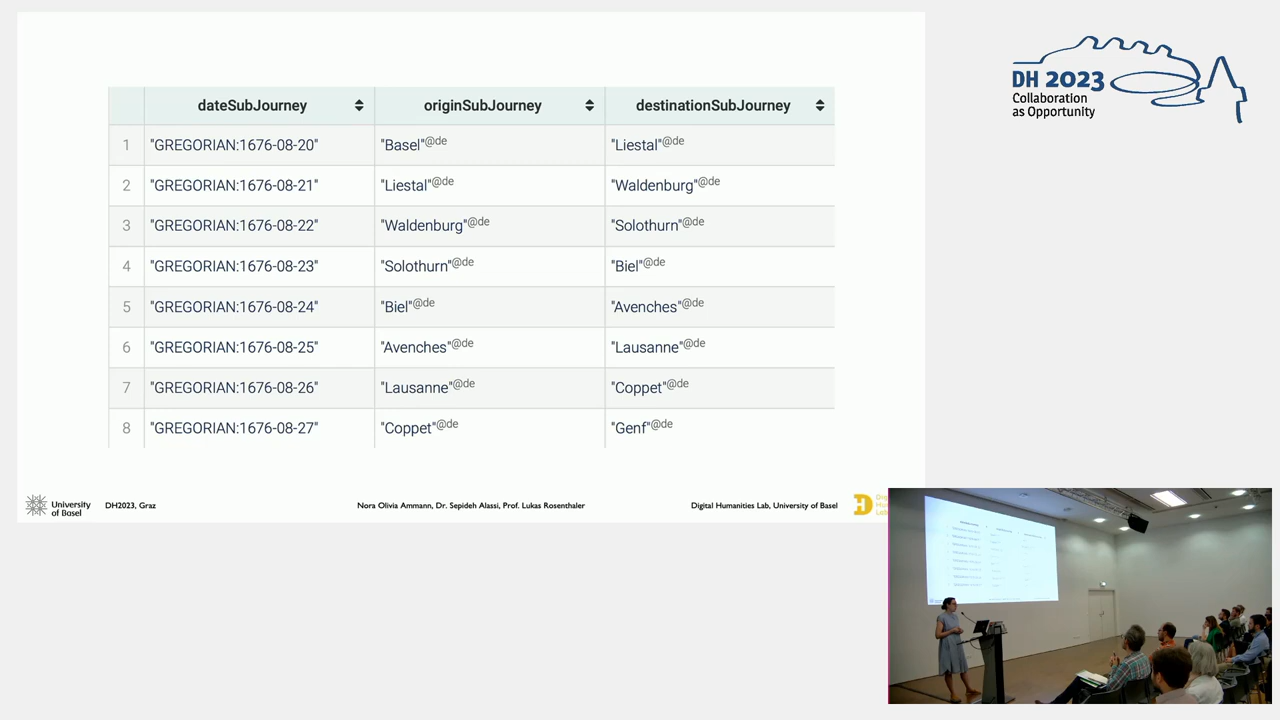 DH 2023
Collaboration
as Opportunity
dateSubJourney originSubJourney destinationSubJourney
1 "GREGORIAN:1676-08-20" "Basel"@de "Liestal"@de
2 "GREGORIAN:1676-08-21" "Liestal"@de "Waldenburg"@de
3 "GREGORIAN:1676-08-22" "Waldenburg"@de "Solothurn"@de
4 "GREGORIAN:1676-08-23" "Solothurn"@de "Biel"@de
5 "GREGORIAN:1676-08-24" "Biel"@de "Avenches"@de
6 "GREGORIAN:1676-08-25" "Avenches"@de "Lausanne"@de
7 "GREGORIAN:1676-08-26" "Lausanne"@de "Coppet"@de
8 "GREGORIAN:1676-08-27" "Coppet"@de "Genf"@de
University
of Basel
DH2023, Graz
Nora Olivia Ammann, Dr. Sepideh Alassi, Prof. Lukas Rosenthaler
Digital Humanities Lab, University of Basel